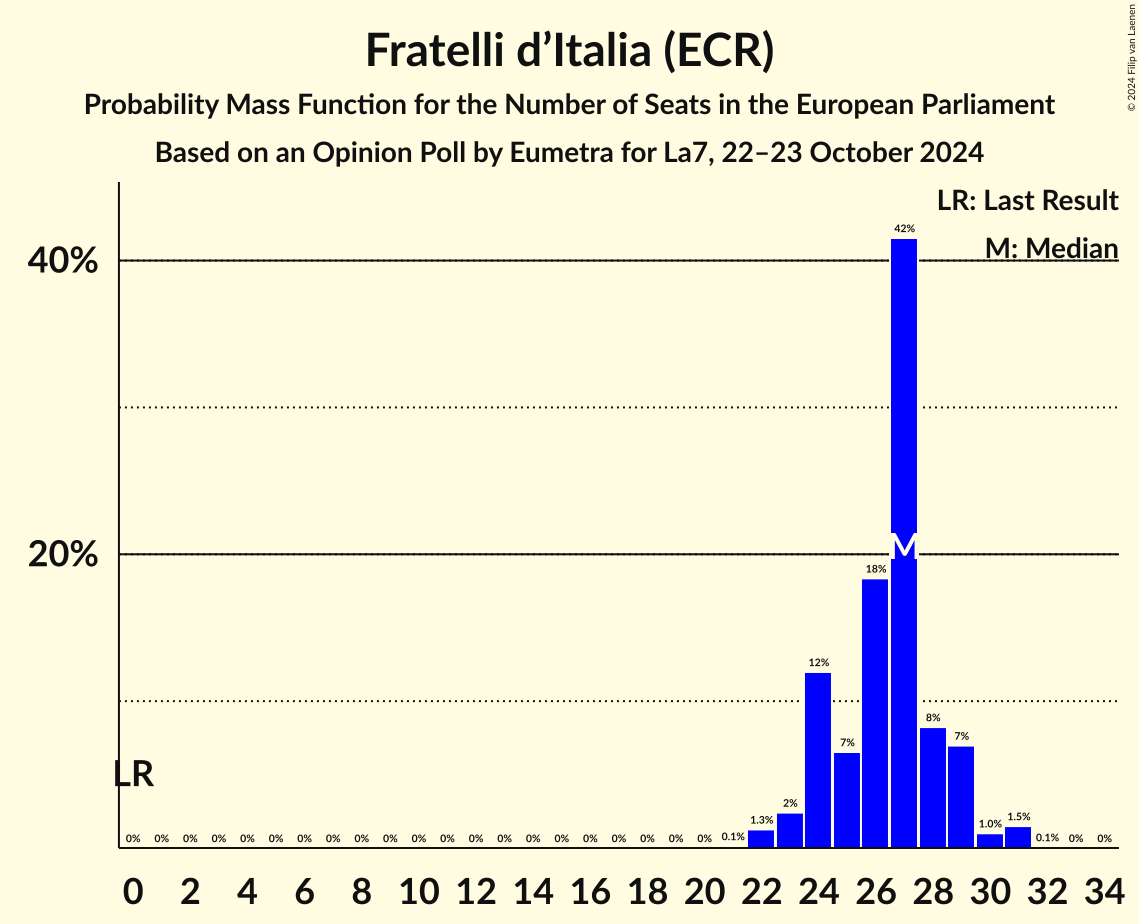 Fratelli d’Italia (ECR)
Probability Mass Function for the Number of Seats in the European Parliament
Based on an Opinion Poll by Eumetra for La7, 22–23 October 2024
© 2024 Filip van Laenen
LR: Last Result
M: Median
40%
20%
42%
M
18%
12%
8%
7%
7%
LR
2%
1.3%
1.0%
1.5%
0% 0% 0% 0% 0% 0% 0% 0% 0% 0% 0% 0% 0% 0% 0% 0% 0% 0% 0% 0% 0% 0.1% 0.1% 0% 0%
0 2 4 6 8 10 12 14 16 18 20 22 24 26 28 30 32 34